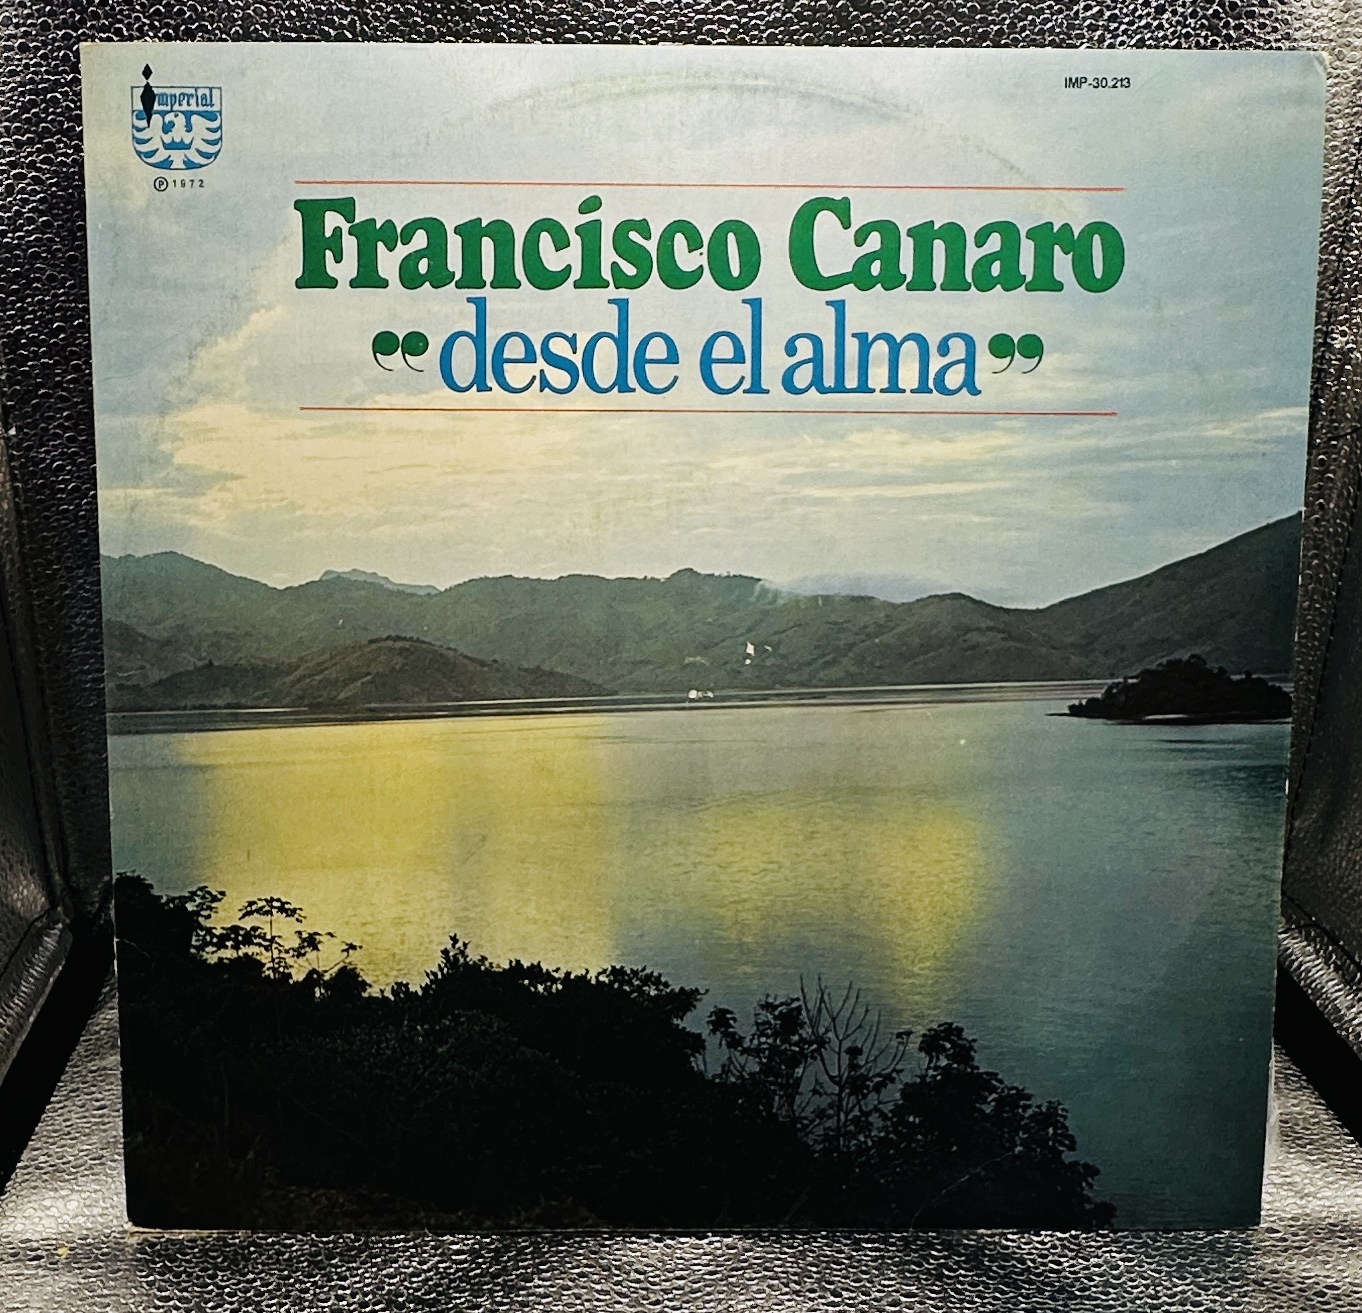 Imperial
℗ 1972
IMP-30.213
Francisco Canaro
“desde el alma”